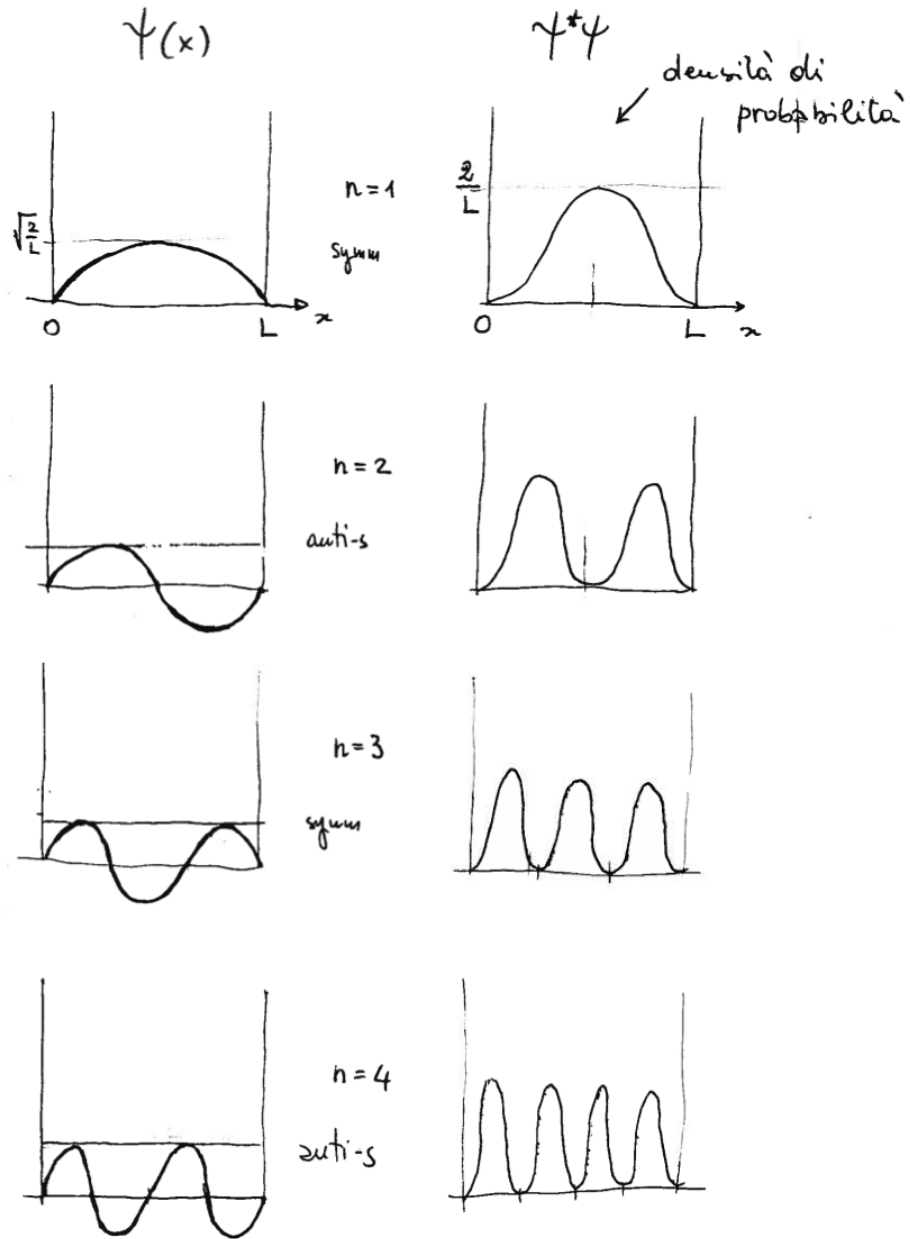 ψ(x)
ψ*ψ
densità di
probabilità
n=1
symm
√2/L
0
L
x
2/L
0
L
x
n=2
anti-s
n=3
symm
n=4
anti-s